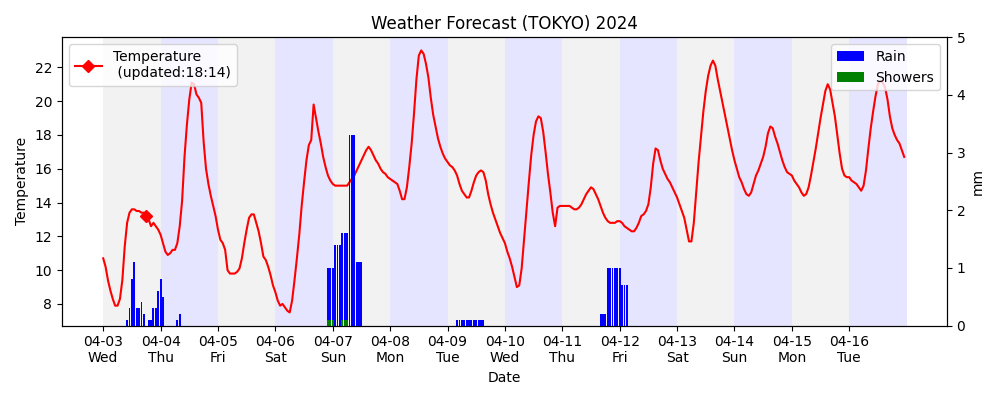 Weather Forecast (TOKYO) 2024
Temperature
(updated:18:14)
Rain
Showers
Temperature
22
20
18
16
14
12
10
8
5
4
3
2
1
0
mm
04-03 04-04 04-05 04-06 04-07 04-08 04-09 04-10 04-11 04-12 04-13 04-14 04-15 04-16
Wed Thu Fri Sat Sun Mon Tue Wed Thu Fri Sat Sun Mon Tue
Date